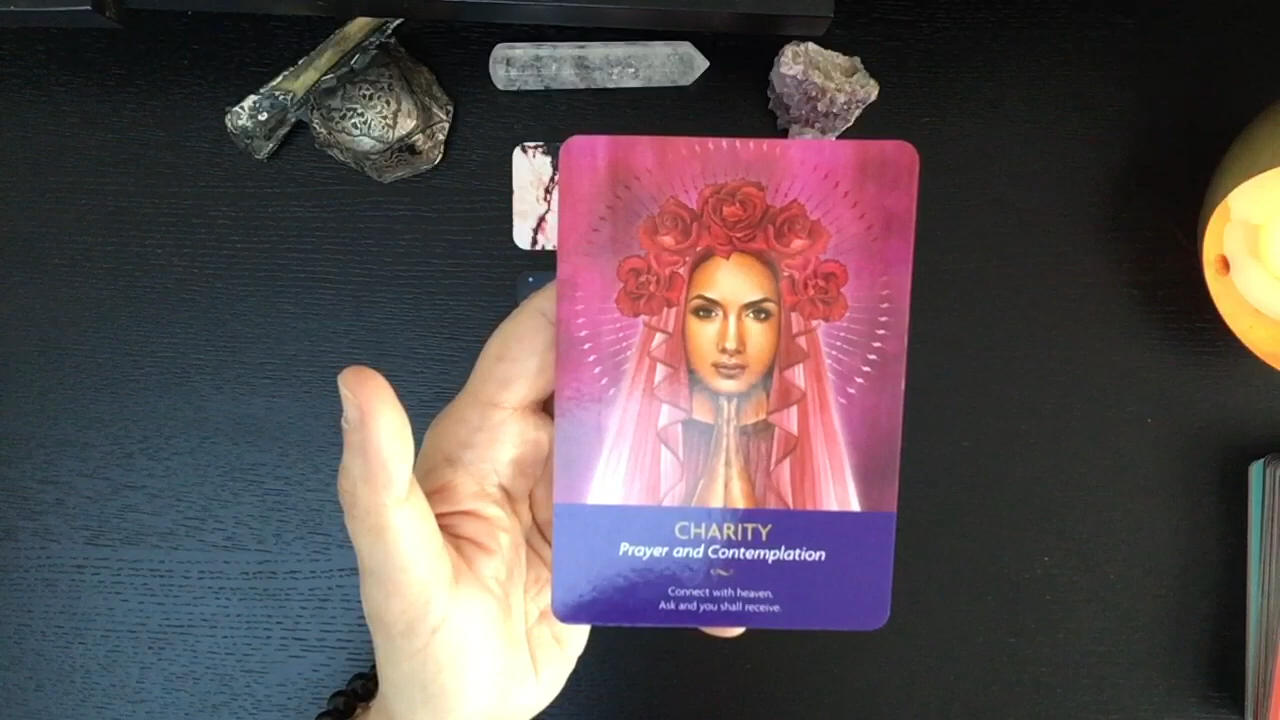 CHARITY
Prayer and Contemplation
Connect with heaven.
Ask and you shall receive.